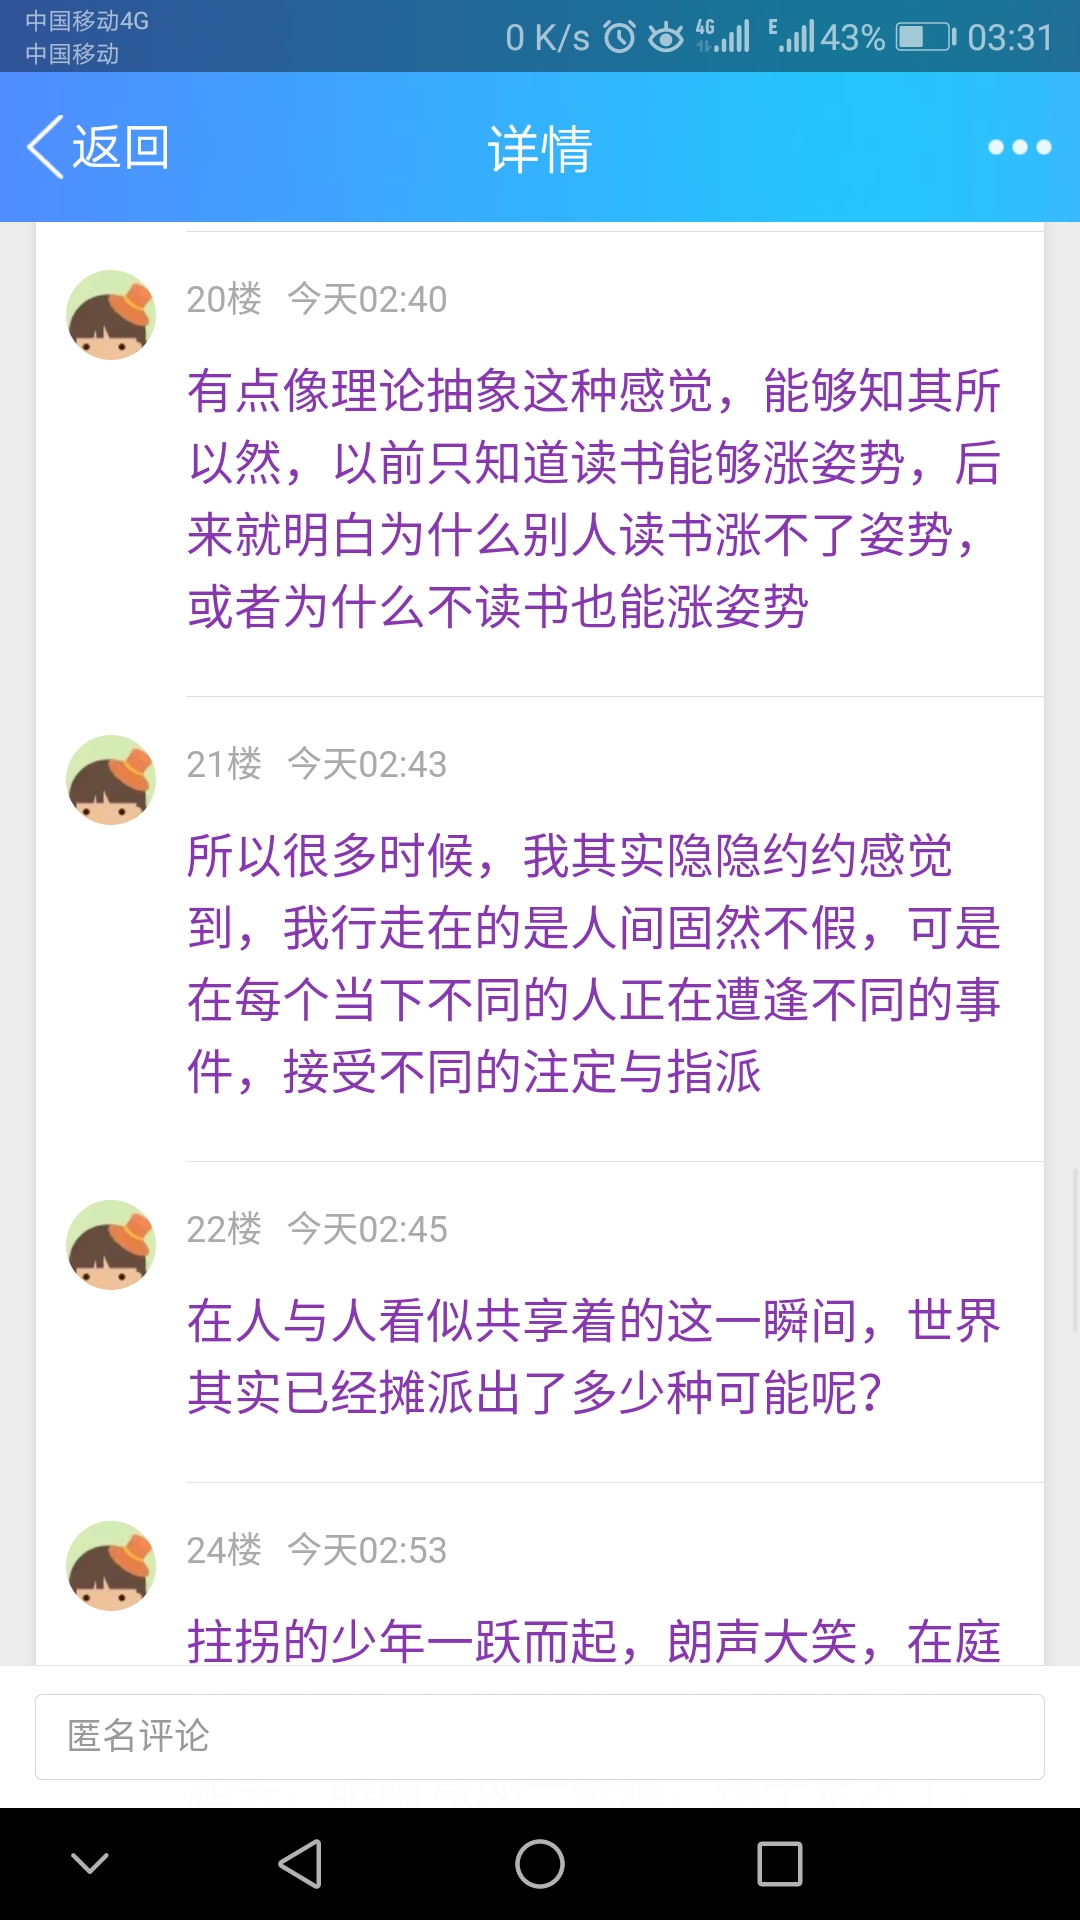 中国移动4G
中国移动
0 K/s 4G E 43% 03:31
返回 详情
20楼 今天02:40
有点像理论抽象这种感觉，能够知其所
以然，以前只知道读书能够涨姿势，后
来就明白为什么别人读书涨不了姿势，
或者为什么不读书也能涨姿势
21楼 今天02:43
所以很多时候，我其实隐隐约约感觉
到，我行走在的是人间固然不假，可是
在每个当下不同的人正在遭逢不同的事
件，接受不同的注定与指派
22楼 今天02:45
在人与人看似共享着的这一瞬间，世界
其实已经摊派出了多少种可能呢？
24楼 今天02:53
拄拐的少年一跃而起，朗声大笑，在庭
匿名评论